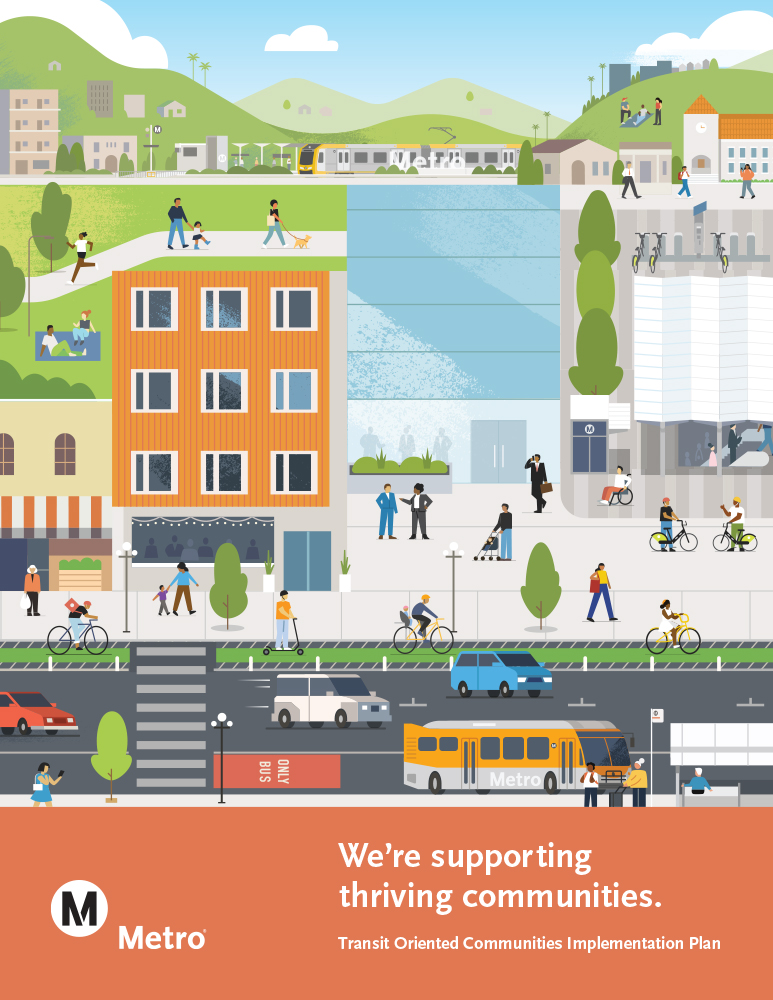 M
Metro
M
ONLY
BUS
Metro
We're supporting
thriving communities.
M
Metro
Transit Oriented Communities Implementation Plan